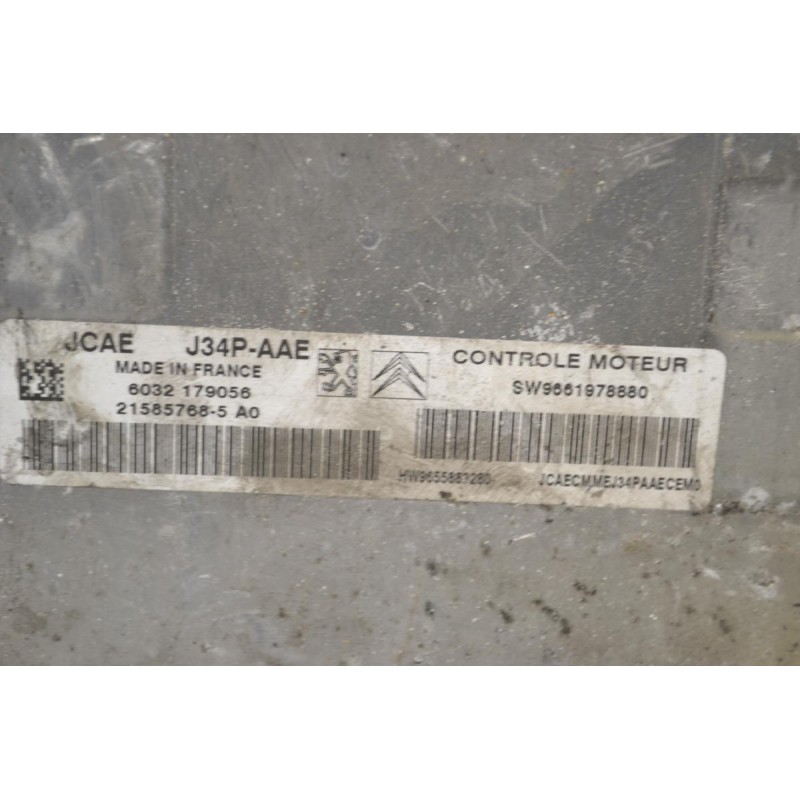 JCAE J34P-AAE
MADE IN FRANCE
6032 179056
21585768-5 A0
CONTROLE MOTEUR
SW9661978880
HW9655883280 JCAECMMEJ34PAAECEM0